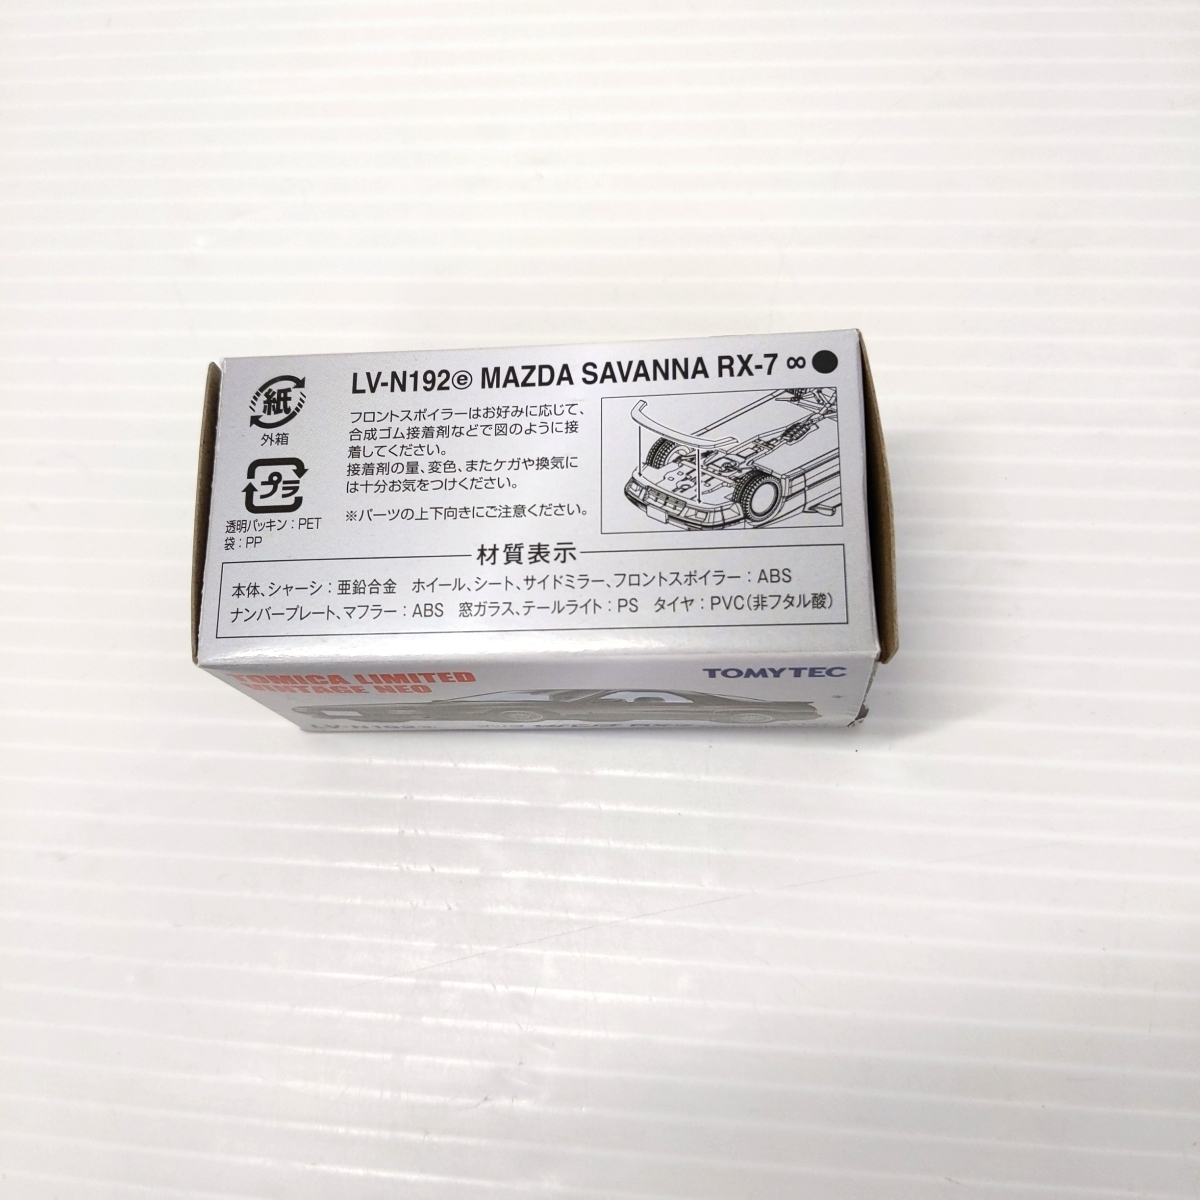 LV-N192ⓔ MAZDA SAVANNA RX-7 ∞●
紙
外箱
プラ
透明パッキン：PET
袋：PP
フロントスポイラーはお好みに応じて、
合成ゴム接着剤などで図のように接
着してください。
接着剤の量、変色、またケガや換気に
は十分お気をつけください。
※パーツの上下向きにご注意ください。
材質表示
本体、シャーシ：亜鉛合金 ホイール、シート、サイドミラー、フロントスポイラー：ABS
ナンバープレート、マフラー：ABS 窓ガラス、テールライト：PS タイヤ：PVC（非フタル酸）
TOMICA LIMITED
VINTAGE NEO
TOMYTEC
LV-N192